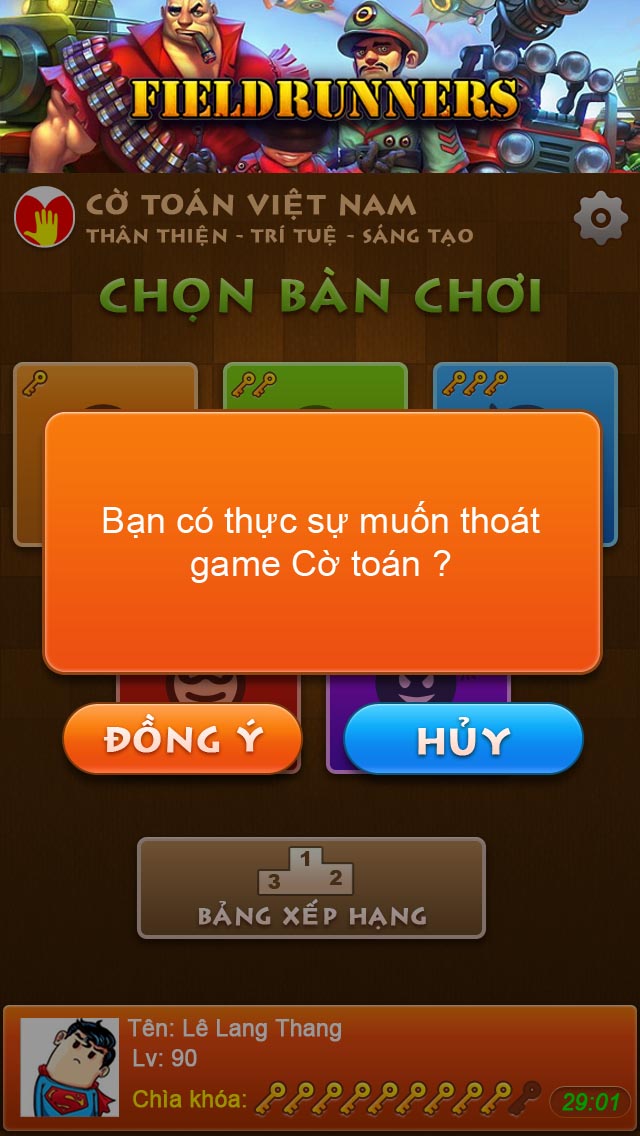 FIELDRUNNERS
CỜ TOÁN VIỆT NAM
THÂN THIỆN - TRÍ TUỆ - SÁNG TẠO
CHỌN BÀN CHƠI
Bạn có thực sự muốn thoát
game Cờ toán ?
ĐỒNG Ý
HỦY
1
3 2
BẢNG XẾP HẠNG
Tên: Lê Lang Thang
Lv: 90
Chìa khóa: 29:01